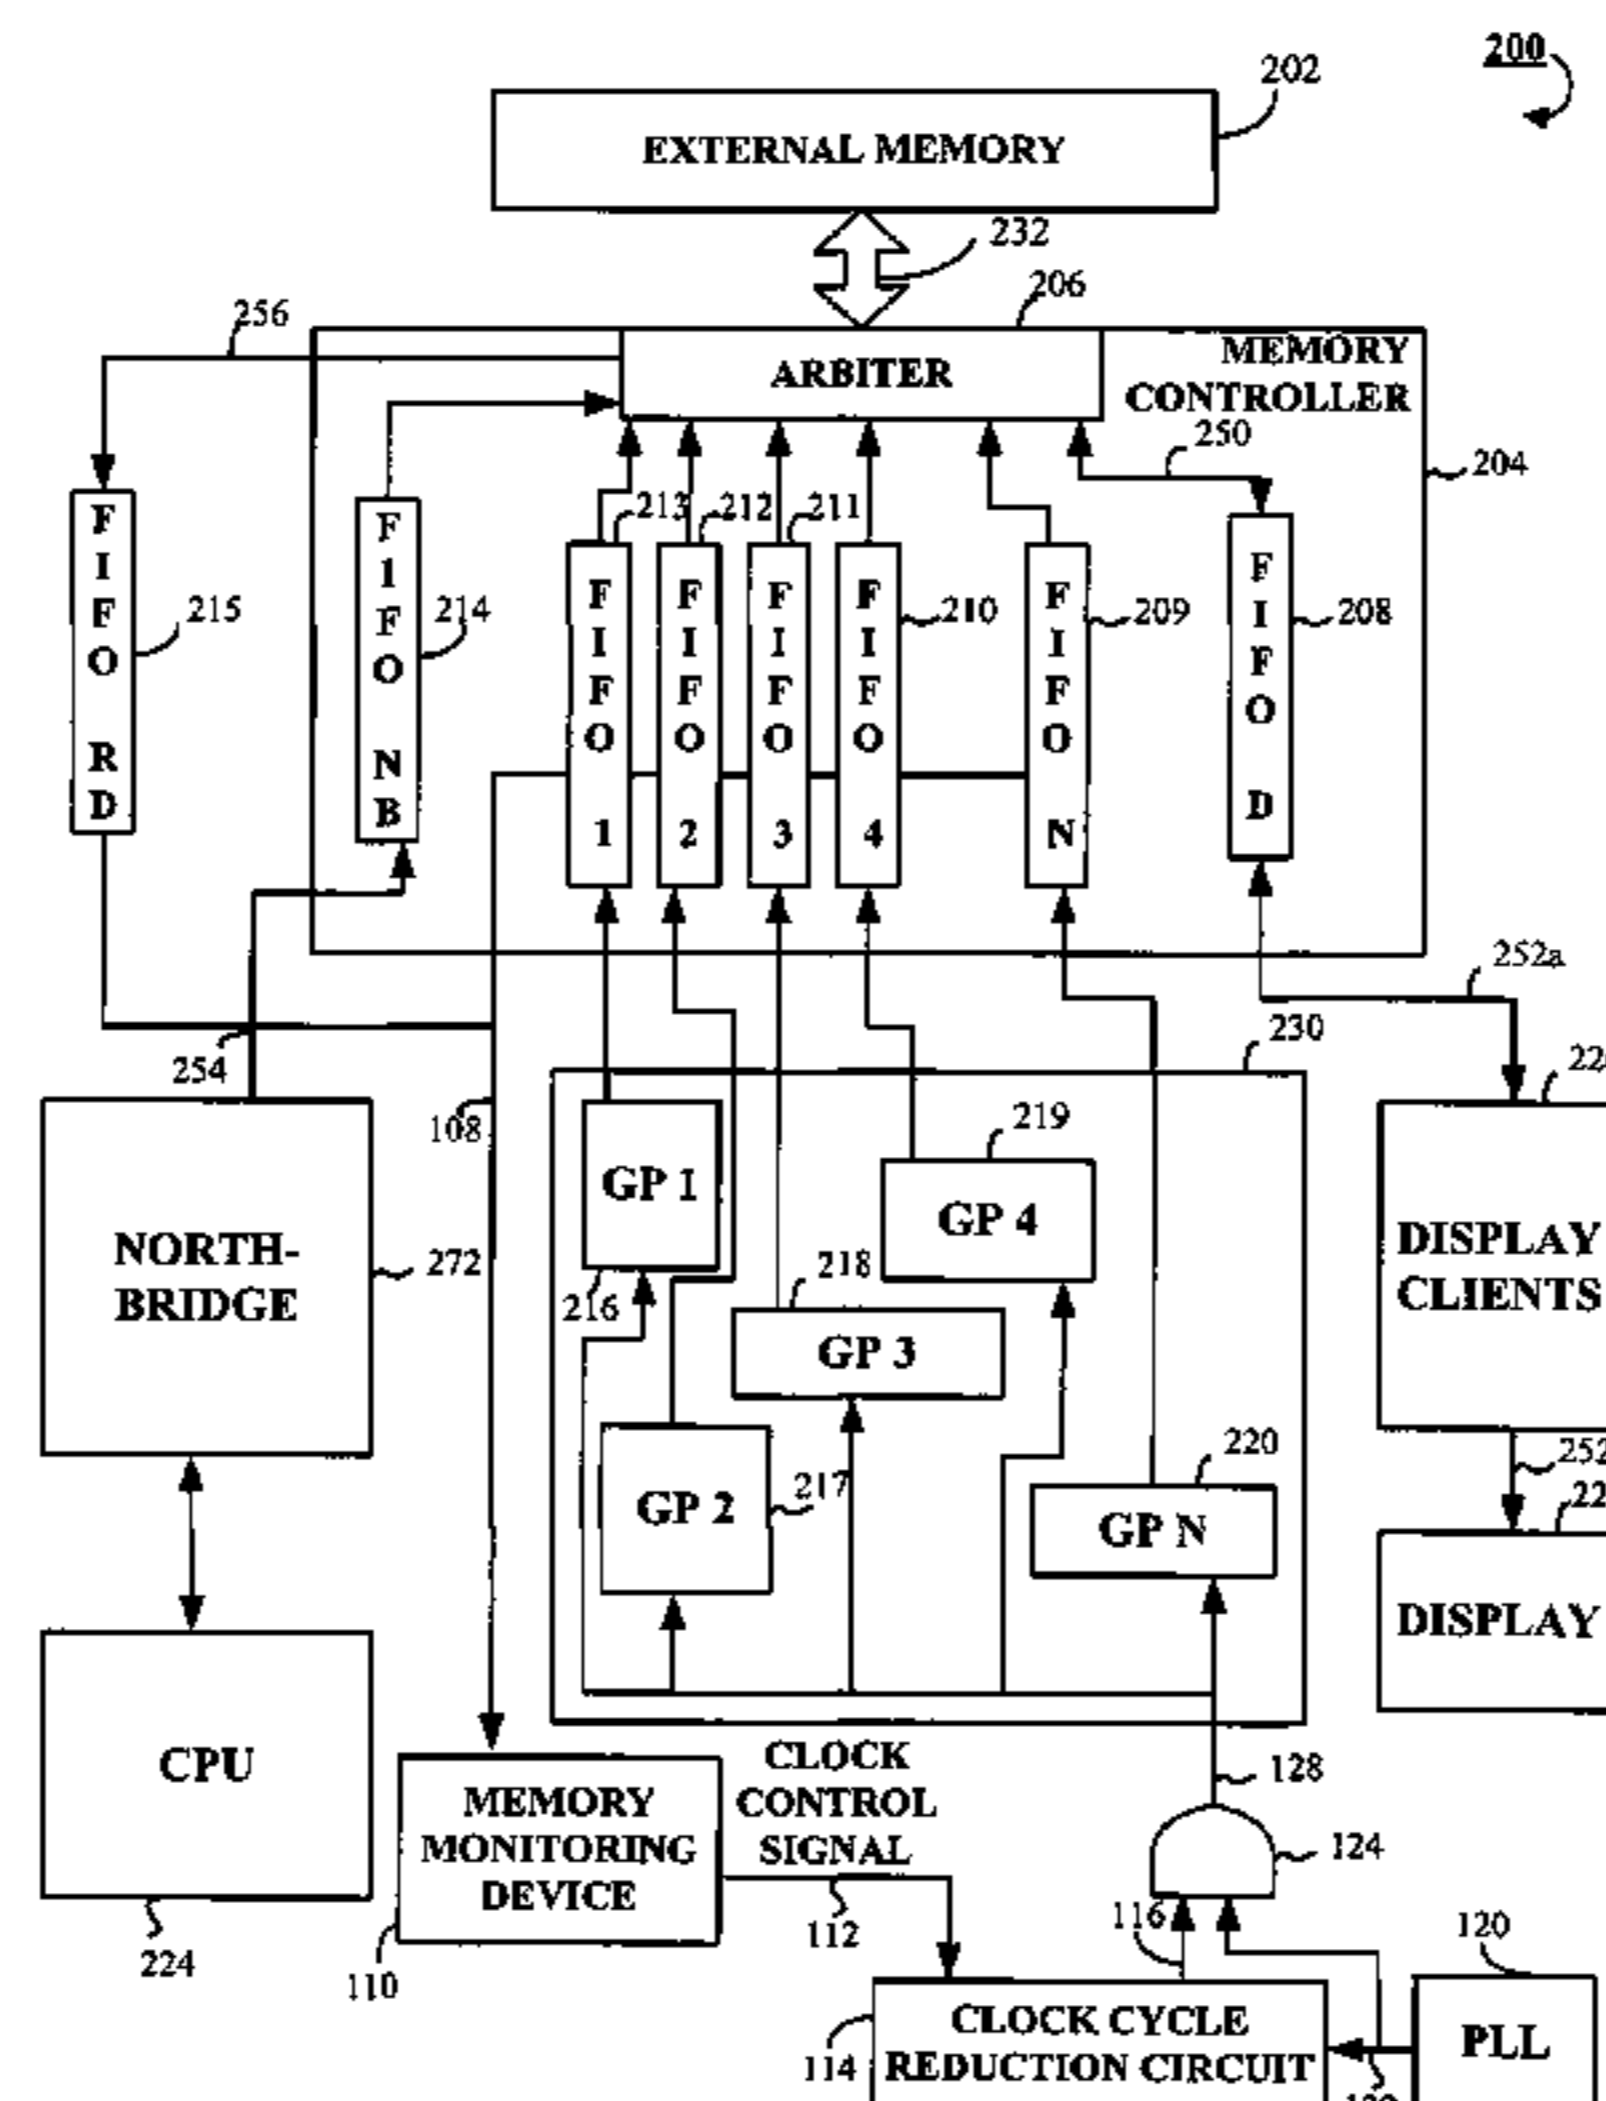 200
202
EXTERNAL MEMORY
232
206
256
ARBITER
MEMORY
CONTROLLER
250
204
213
212
211
FIFO RD
215
F1FO NB
214
FIFO 1
FIFO 2
FIFO 3
FIFO 4
210
FIFO N
209
FIFO D
208
252a
254
230
108
GP 1
219
GP 4
NORTH-
BRIDGE
272
216
218
GP 3
DISPLAY
CLIENTS
GP 2
217
220
GP N
DISPLAY
CPU
224
CLOCK
CONTROL
SIGNAL
MEMORY
MONITORING
DEVICE
110
112
128
124
116
120
CLOCK CYCLE
REDUCTION CIRCUIT
114
PLL